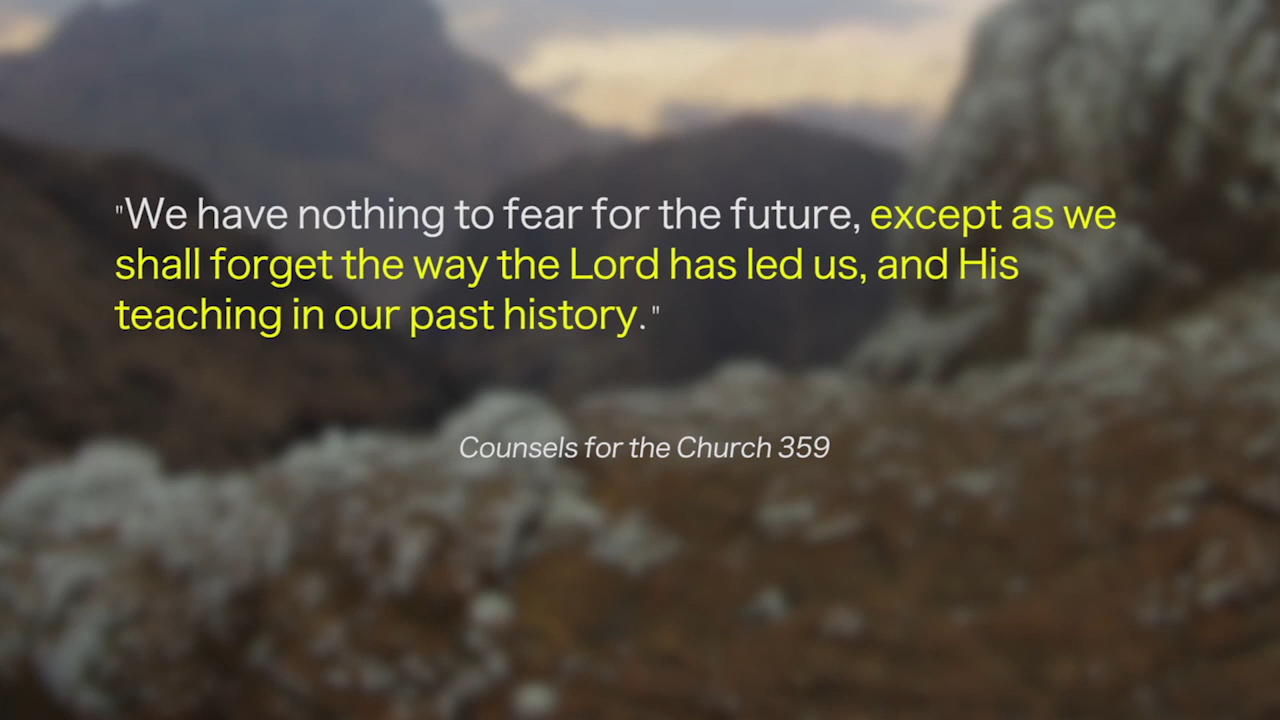 "We have nothing to fear for the future, except as we
shall forget the way the Lord has led us, and His
teaching in our past history."
Counsels for the Church 359